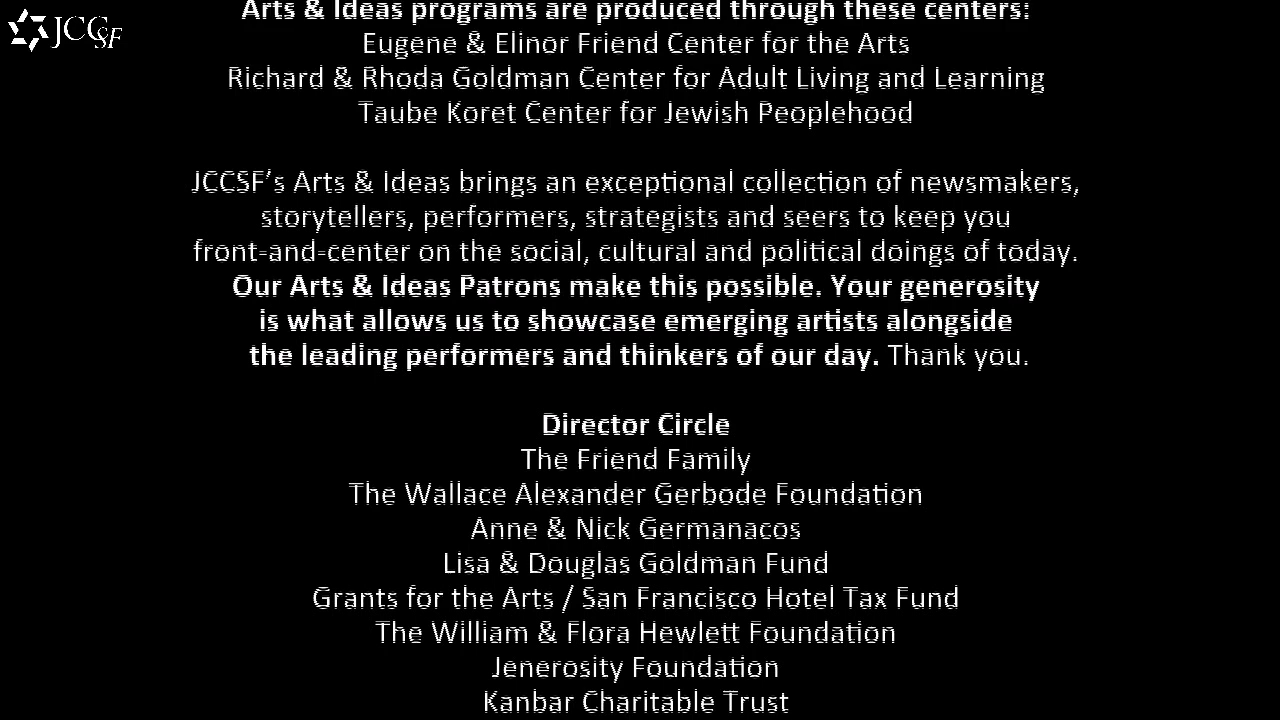 JCCSF
Arts & Ideas programs are produced through these centers:
Eugene & Elinor Friend Center for the Arts
Richard & Rhoda Goldman Center for Adult Living and Learning
Taube Koret Center for Jewish Peoplehood
JCCSF’s Arts & Ideas brings an exceptional collection of newsmakers,
storytellers, performers, strategists and seers to keep you
front-and-center on the social, cultural and political doings of today.
Our Arts & Ideas Patrons make this possible. Your generosity
is what allows us to showcase emerging artists alongside
the leading performers and thinkers of our day. Thank you.
Director Circle
The Friend Family
The Wallace Alexander Gerbode Foundation
Anne & Nick Germanacos
Lisa & Douglas Goldman Fund
Grants for the Arts / San Francisco Hotel Tax Fund
The William & Flora Hewlett Foundation
Jenerosity Foundation
Kanbar Charitable Trust